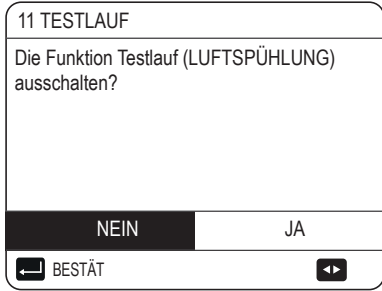 11 TESTLAUF
Die Funktion Testlauf (LUFTSPÜHLUNG)
ausschalten?
NEIN JA
BESTÄT